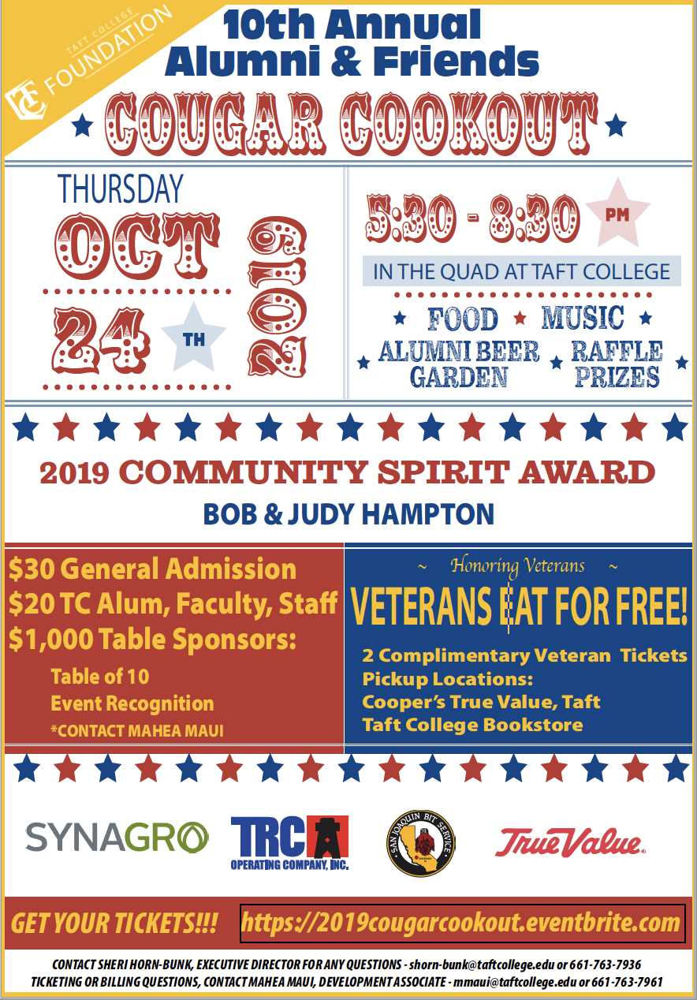 TAFT COLLEGE
FOUNDATION
TC
10th Annual
Alumni & Friends
COUGAR COOKOUT
THURSDAY
OCT
24 TH
2019
5:30 - 8:30 PM
IN THE QUAD AT TAFT COLLEGE
FOOD MUSIC
ALUMNI BEER GARDEN
RAFFLE PRIZES
2019 COMMUNITY SPIRIT AWARD
BOB & JUDY HAMPTON
$30 General Admission
$20 TC Alum, Faculty, Staff
$1,000 Table Sponsors:
Table of 10
Event Recognition
*CONTACT MAHEA MAUI
~ Honoring Veterans ~
VETERANS EAT FOR FREE!
2 Complimentary Veteran Tickets
Pickup Locations:
Cooper's True Value, Taft
Taft College Bookstore
SYNAGRO
TRC
OPERATING COMPANY, INC.
SAN JOAQUIN BIT SERVICE
True Value®
GET YOUR TICKETS!!! https://2019cougarcookout.eventbrite.com
CONTACT SHERI HORN-BUNK, EXECUTIVE DIRECTOR FOR ANY QUESTIONS - shorn-bunk@taftcollege.edu or 661-763-7936
TICKETING OR BILLING QUESTIONS, CONTACT MAHEA MAUI, DEVELOPMENT ASSOCIATE - mmaui@taftcollege.edu or 661-763-7961